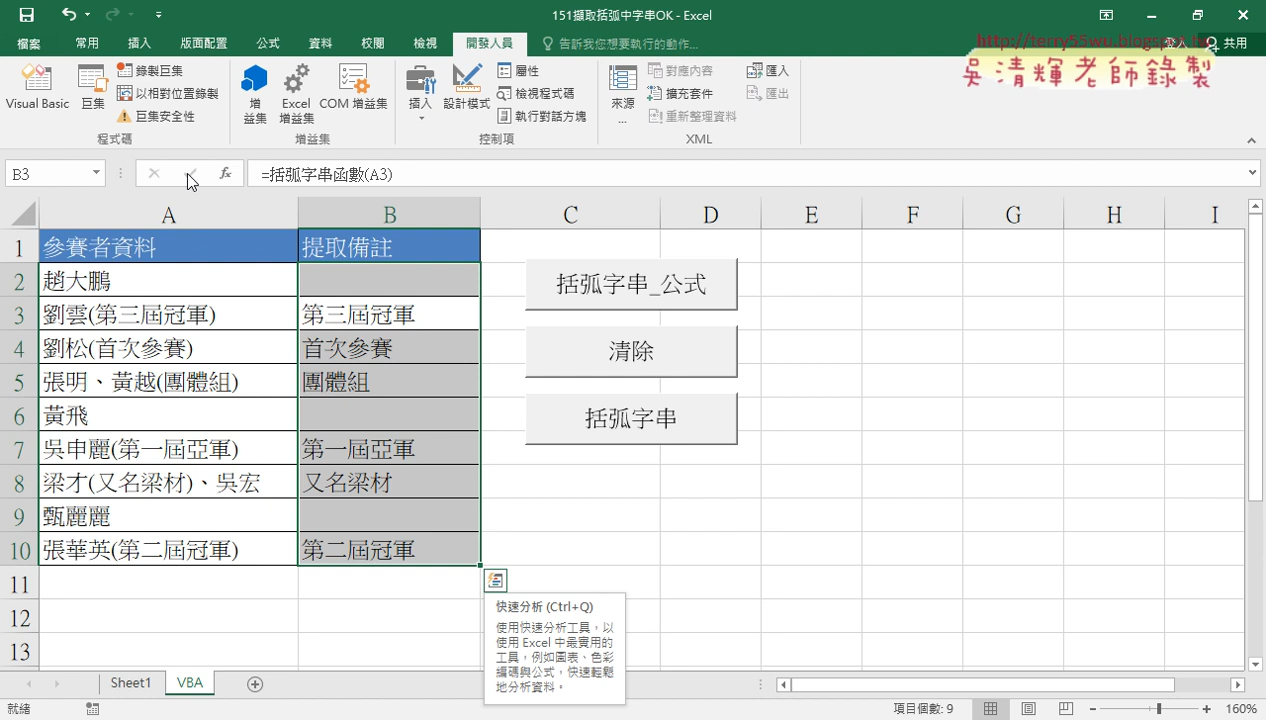 151擷取括弧中字串OK - Excel
檔案 常用 插入 版面配置 公式 資料 校閱 檢視 開發人員 告訴我您想要執行的動作... 登入 共用
http://terry55wu.blogspot.tw
吳清輝老師錄製
Visual Basic 巨集 錄製巨集 以相對位置錄製 巨集安全性
程式碼
增益集 Excel 增益集 COM 增益集
增益集
插入 設計模式 屬性 檢視程式碼 執行對話方塊
控制項
來源 ... 對應內容 擴充套件 重新整理資料 匯入 匯出
XML
B3 fx =括弧字串函數(A3)
A B C D E F G H I
1 參賽者資料 提取備註
2 趙大鵬
3 劉雲(第三屆冠軍) 第三屆冠軍
4 劉松(首次參賽) 首次參賽
5 張明、黃越(團體組) 團體組
6 黃飛
7 吳申麗(第一屆亞軍) 第一屆亞軍
8 梁才(又名梁材)、吳宏 又名梁材
9 甄麗麗
10 張華英(第二屆冠軍) 第二屆冠軍
11
12
13
括弧字串_公式
清除
括弧字串
快速分析 (Ctrl+Q)
使用快速分析工具，以
使用 Excel 中最實用的
工具，例如圖表、色彩
編碼與公式，快速輕鬆
地分析資料。
Sheet1 VBA
就緒 項目個數: 9 160%